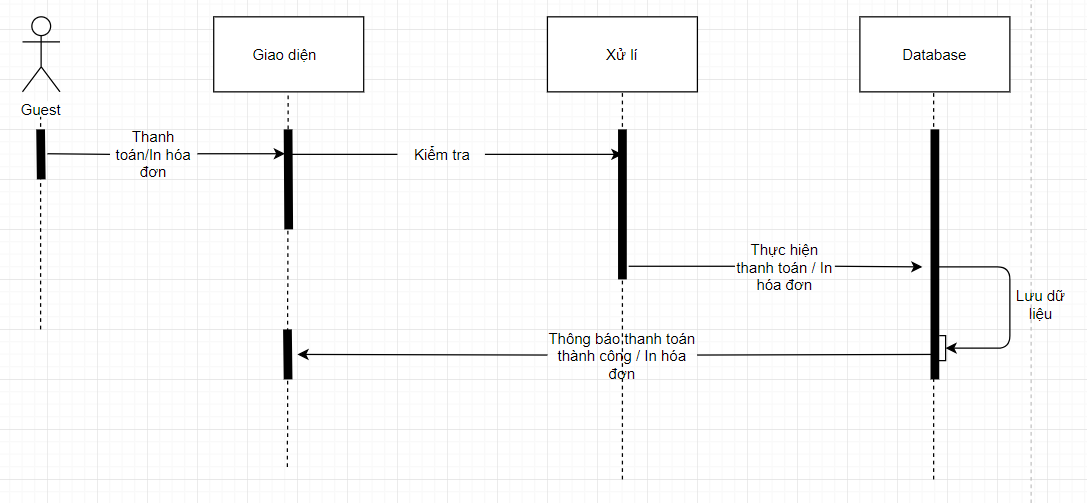 Giao diện
Xử lí
Database
Guest
Thanh
toán/In hóa
đơn
Kiểm tra
Thực hiện
thanh toán / In
hóa đơn
Lưu dữ
liệu
Thông báo thanh toán
thành công / In hóa
đơn